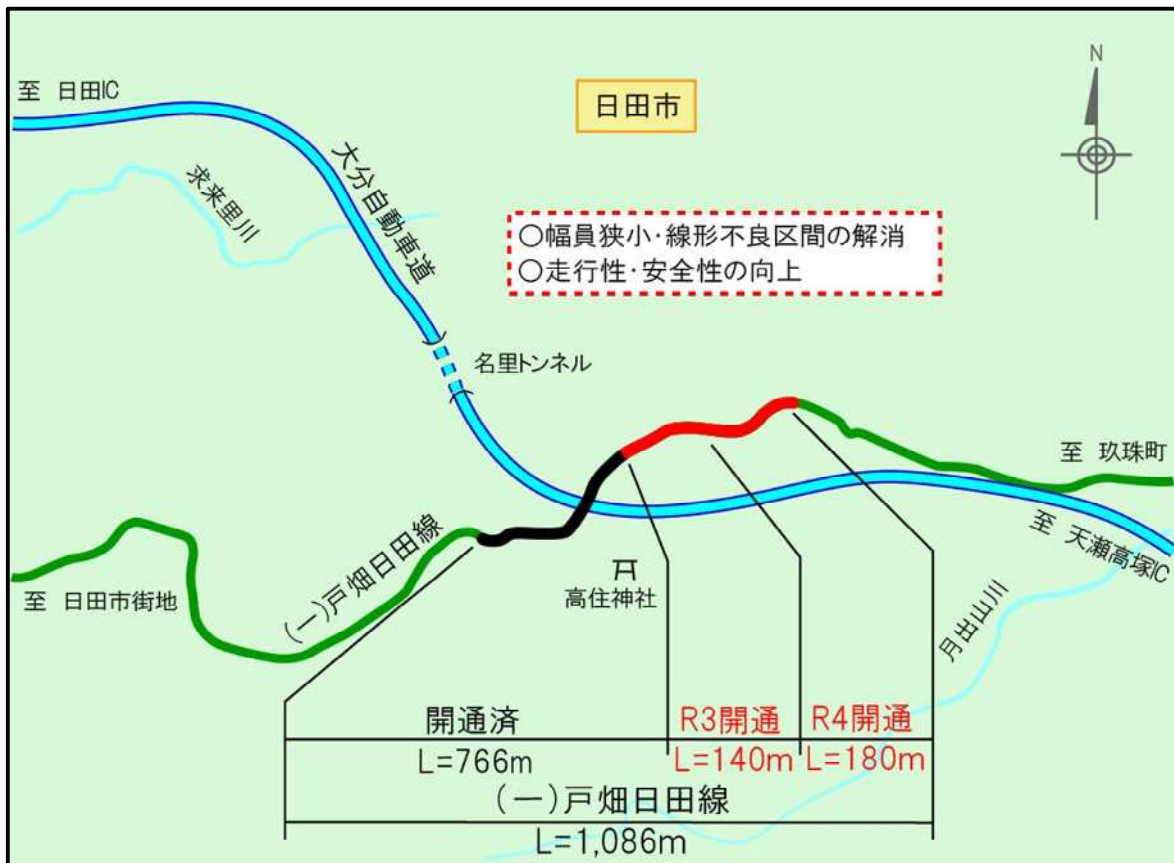 N
至 日田IC
日田市
大分自動車道
求来里川
○幅員狭小・線形不良区間の解消
○走行性・安全性の向上
名里トンネル
至 玖珠町
至 天瀬高塚IC
(一)戸畑日田線
至 日田市街地
高住神社
月出山川
開通済
R3開通
R4開通
L=766m
L=140m
L=180m
(一)戸畑日田線
L=1,086m